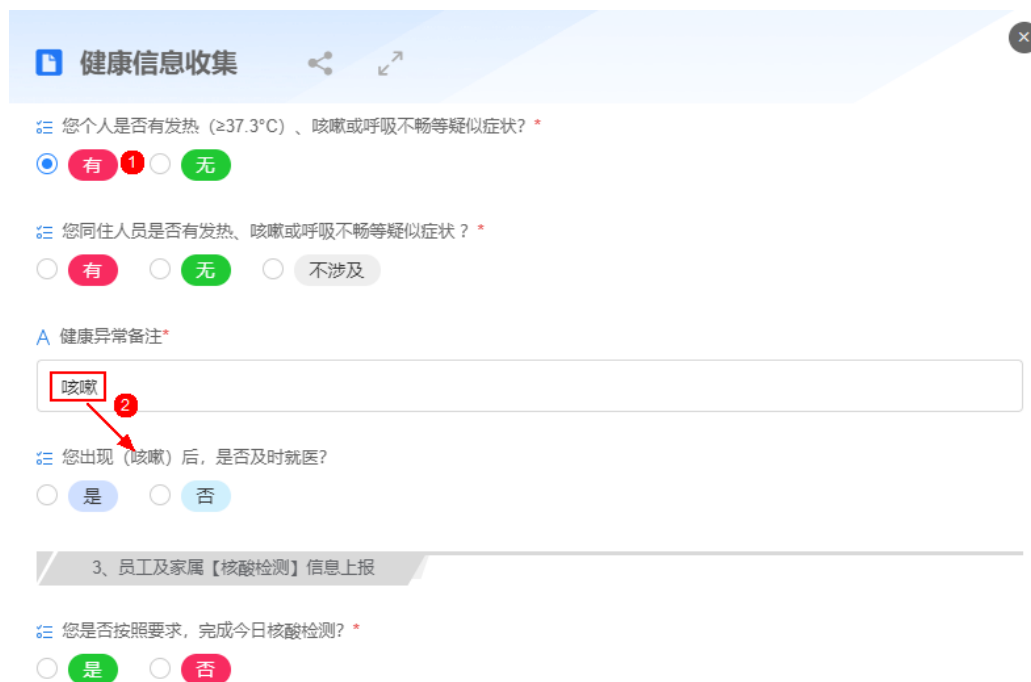 健康信息收集
您个人是否有发热（≥37.3°C）、咳嗽或呼吸不畅等疑似症状？*
有 1 无
您同住人员是否有发热、咳嗽或呼吸不畅等疑似症状？*
有 无 不涉及
A 健康异常备注*
咳嗽
2
您出现（咳嗽）后，是否及时就医？
是 否
3、员工及家属【核酸检测】信息上报
您是否按照要求，完成今日核酸检测？*
是 否